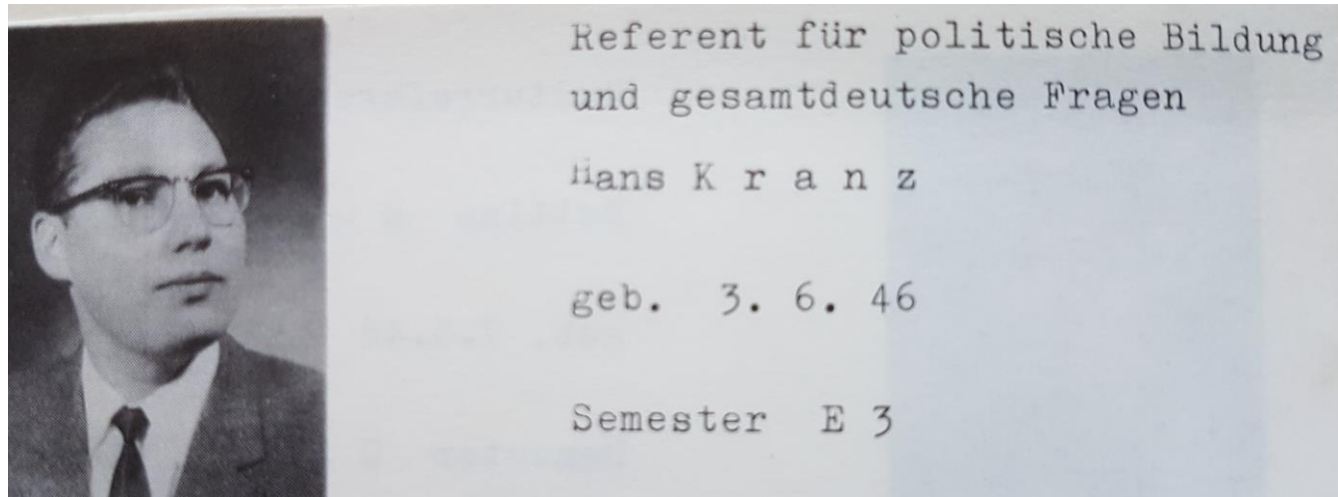 Referent für politische Bildung
und gesamtdeutsche Fragen
Hans K r a n z
geb. 3. 6. 46
Semester E 3